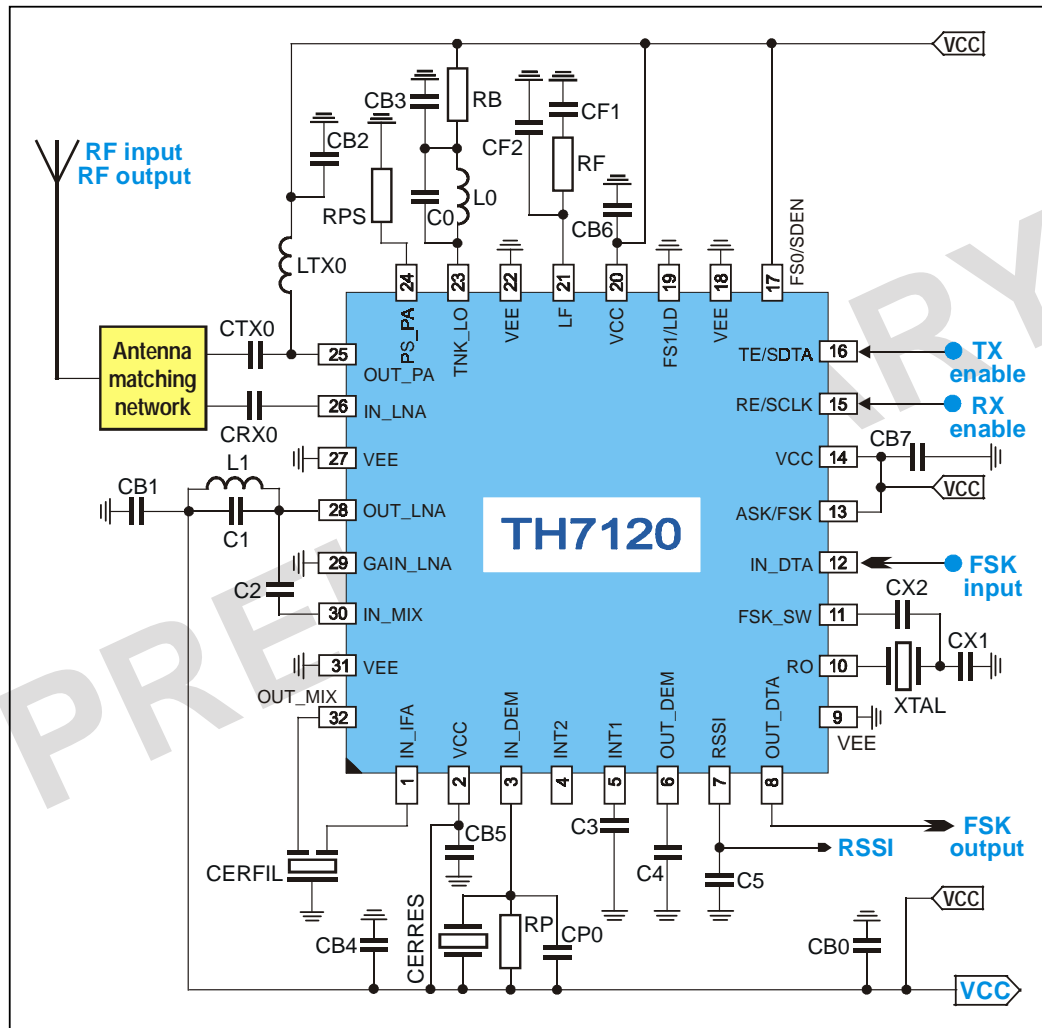 VCC
CB3
RB
CF1
CB2
CF2
RF
RF input
RF output
RPS
C0
L0
CB6
FS0/SDEN
LTX0
24
23
22
21
20
19
18
17
PS_PA
TNK_LO
VEE
LF
VCC
FS1/LD
VEE
Antenna
matching
network
CTX0
25
OUT_PA
CRX0
26
IN_LNA
27
VEE
L1
CB1
C1
28
OUT_LNA
29
GAIN_LNA
C2
30
IN_MIX
31
VEE
OUT_MIX
32
TH7120
TE/SDTA
16
TX
enable
RE/SCLK
15
RX
enable
CB7
VCC
14
VCC
ASK/FSK
13
IN_DTA
12
FSK
input
CX2
FSK_SW
11
CX1
RO
10
XTAL
9
VEE
IN_IFA
VCC
IN_DEM
INT2
INT1
OUT_DEM
RSSI
OUT_DTA
1
2
3
4
5
6
7
8
CERFIL
CB5
C3
C4
C5
RSSI
FSK
output
CERRES
CB4
RP
CP0
CB0
VCC
VCC